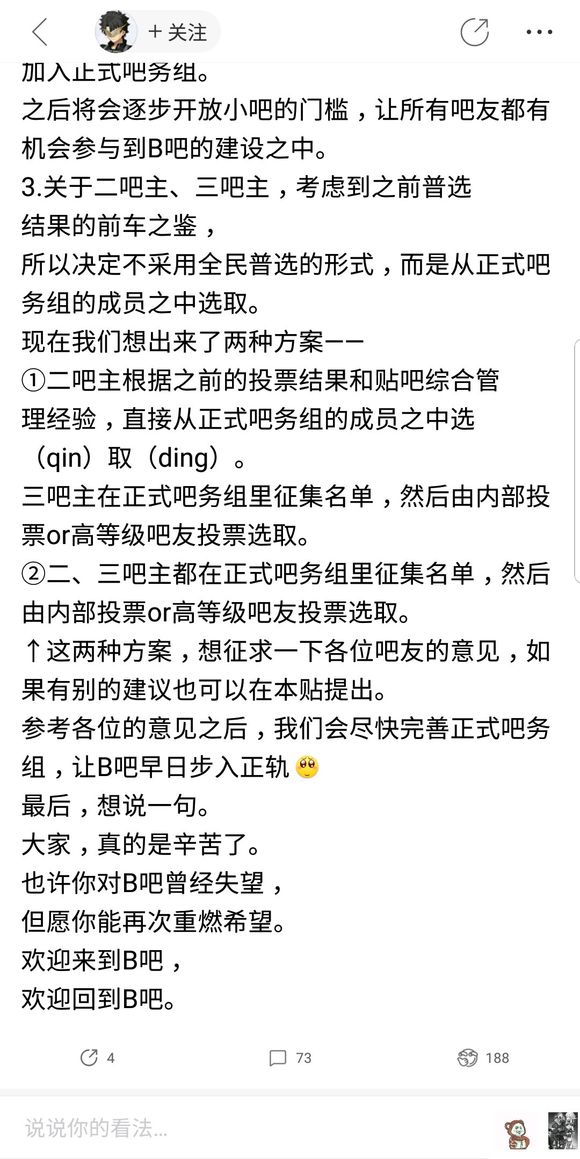 + 关注
加入正式吧务组。
之后将会逐步开放小吧的门槛，让所有吧友都有
机会参与到B吧的建设之中。
3.关于二吧主、三吧主，考虑到之前普选
结果的前车之鉴，
所以决定不采用全民普选的形式，而是从正式吧
务组的成员之中选取。
现在我们想出来了两种方案——
①二吧主根据之前的投票结果和贴吧综合管
理经验，直接从正式吧务组的成员之中选
（qin）取（ding）。
三吧主在正式吧务组里征集名单，然后由内部投
票or高等级吧友投票选取。
②二、三吧主都在正式吧务组里征集名单，然后
由内部投票or高等级吧友投票选取。
↑这两种方案，想征求一下各位吧友的意见，如
果有别的建议也可以在本贴提出。
参考各位的意见之后，我们会尽快完善正式吧务
组，让B吧早日步入正轨
最后，想说一句。
大家，真的是辛苦了。
也许你对B吧曾经失望，
但愿你能再次重燃希望。
欢迎来到B吧，
欢迎回到B吧。
4
73
188
说说你的看法...